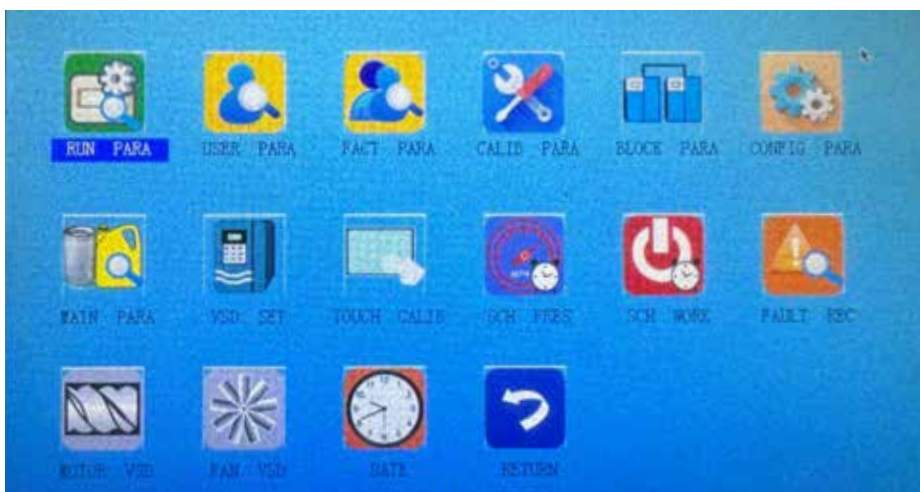 RUN PARA USER PARA FACT PARA CALIB PARA BLOCK PARA CONFIG PARA
MAIN PARA VSD SET TOUCH CALIB SCH PRES SCH WORK FAULT REC
MOTOR VSD FAN VSD DATE RETURN